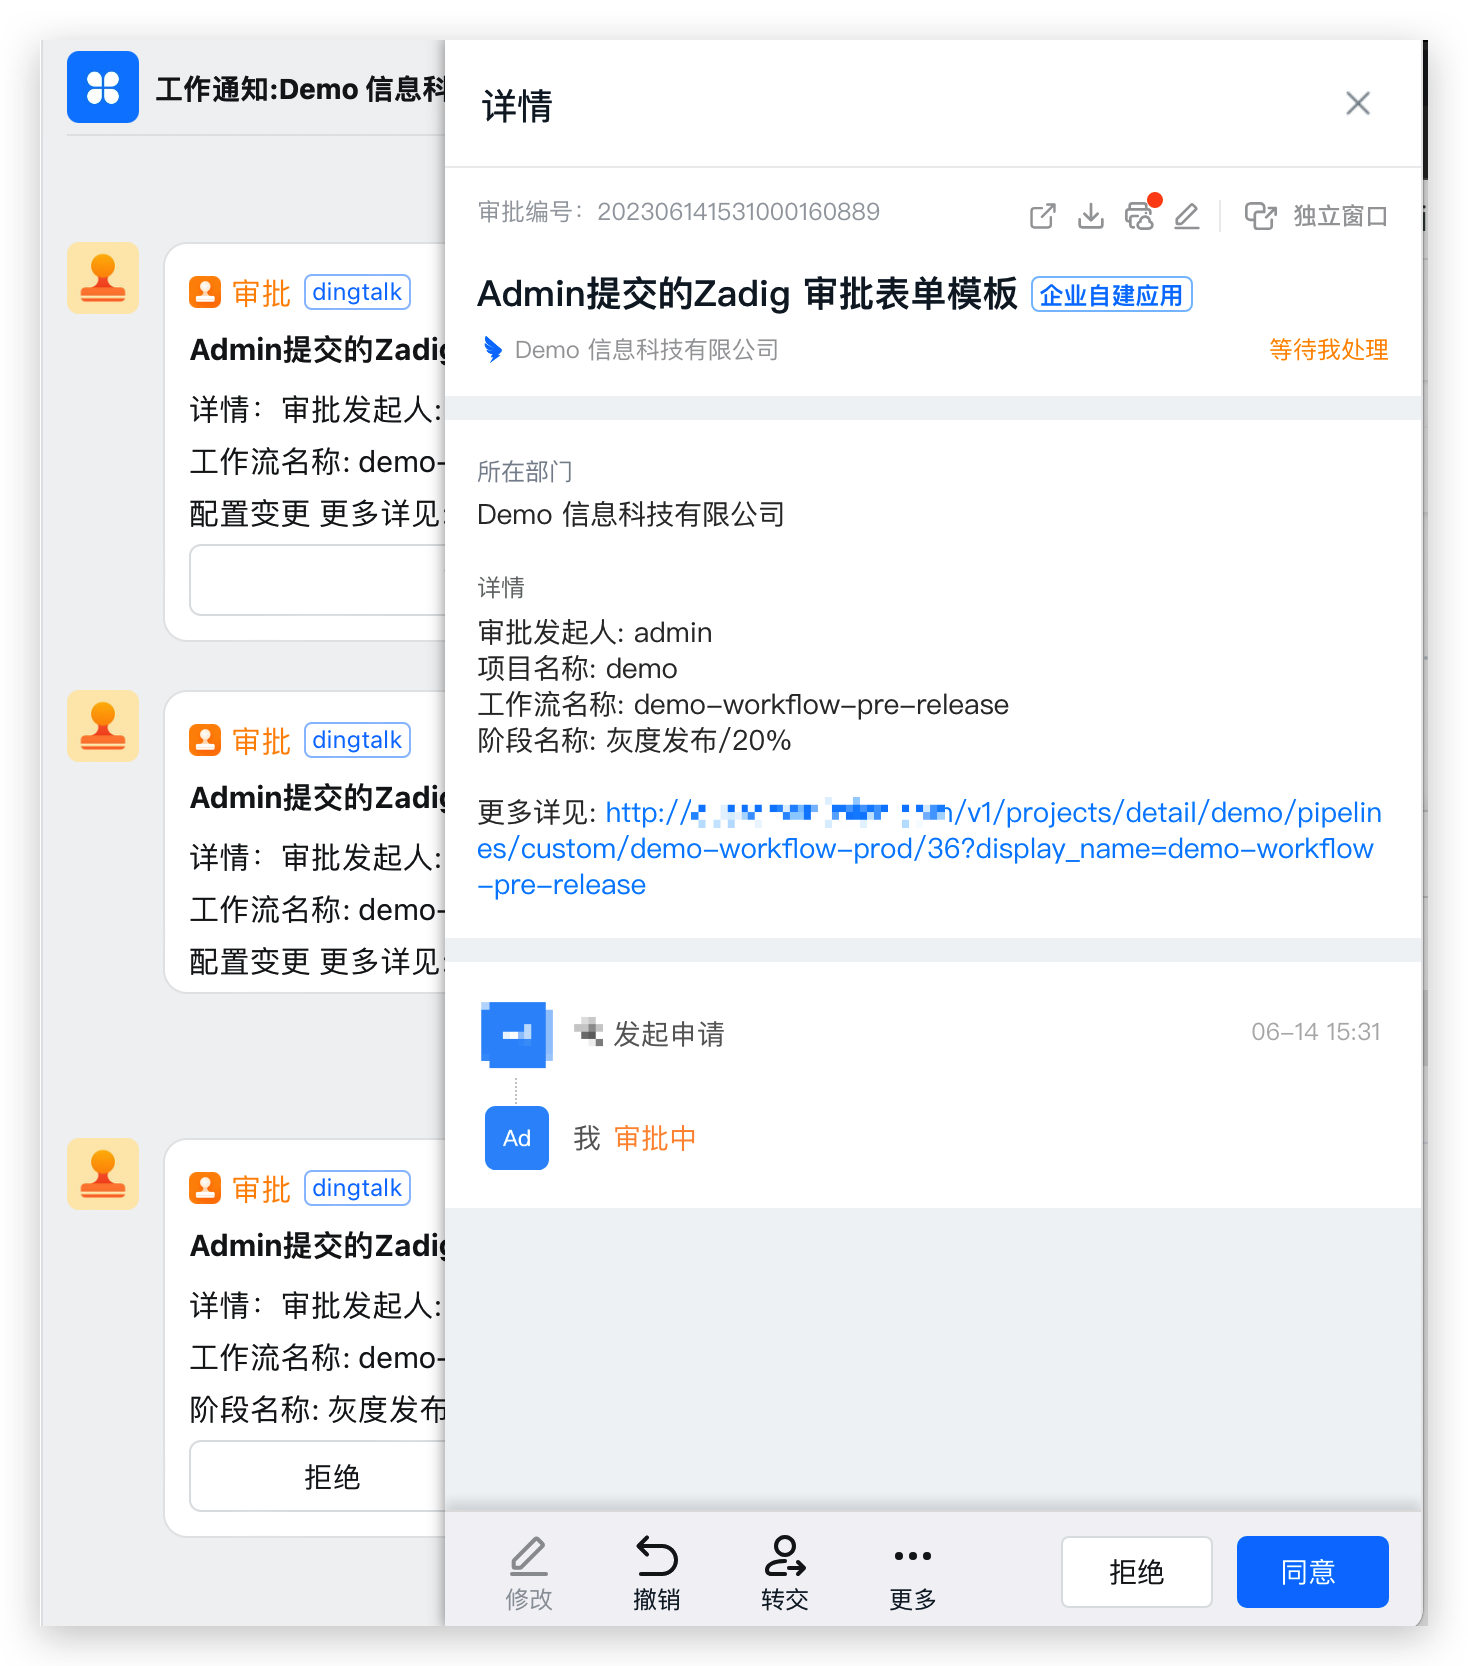 工作通知:Demo 信息科
审批 dingtalk
Admin提交的Zadig
详情：审批发起人:
工作流名称: demo-
配置变更 更多详见:
审批 dingtalk
Admin提交的Zadig
详情：审批发起人:
工作流名称: demo-
配置变更 更多详见:
审批 dingtalk
Admin提交的Zadig
详情：审批发起人:
工作流名称: demo-
阶段名称: 灰度发布
拒绝
详情
审批编号：202306141531000160889
独立窗口
Admin提交的Zadig 审批表单模板 企业自建应用
Demo 信息科技有限公司
等待我处理
所在部门
Demo 信息科技有限公司
详情
审批发起人: admin
项目名称: demo
工作流名称: demo-workflow-pre-release
阶段名称: 灰度发布/20%
更多详见: http:// n/v1/projects/detail/demo/pipelin
es/custom/demo-workflow-prod/36?display_name=demo-workflow
-pre-release
发起申请 06-14 15:31
Ad 我 审批中
修改 撤销 转交 更多 拒绝 同意